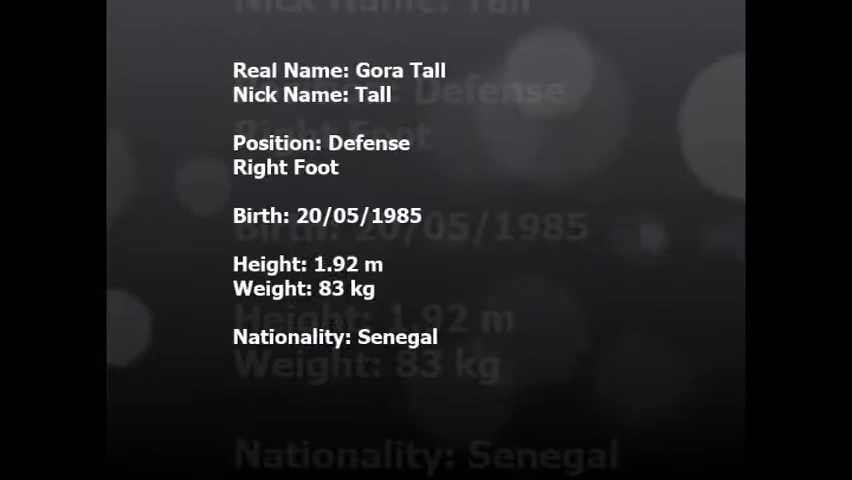 Real Name: Gora Tall
Nick Name: Tall
Position: Defense
Right Foot
Birth: 20/05/1985
Height: 1.92 m
Weight: 83 kg
Nationality: Senegal